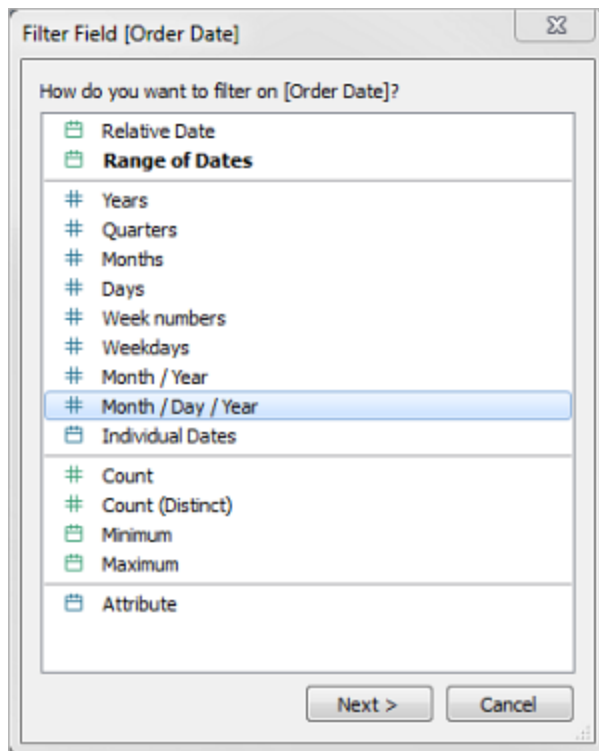 Filter Field [Order Date]
How do you want to filter on [Order Date]?
Relative Date
Range of Dates
Years
Quarters
Months
Days
Week numbers
Weekdays
Month / Year
Month / Day / Year
Individual Dates
Count
Count (Distinct)
Minimum
Maximum
Attribute
Next >
Cancel